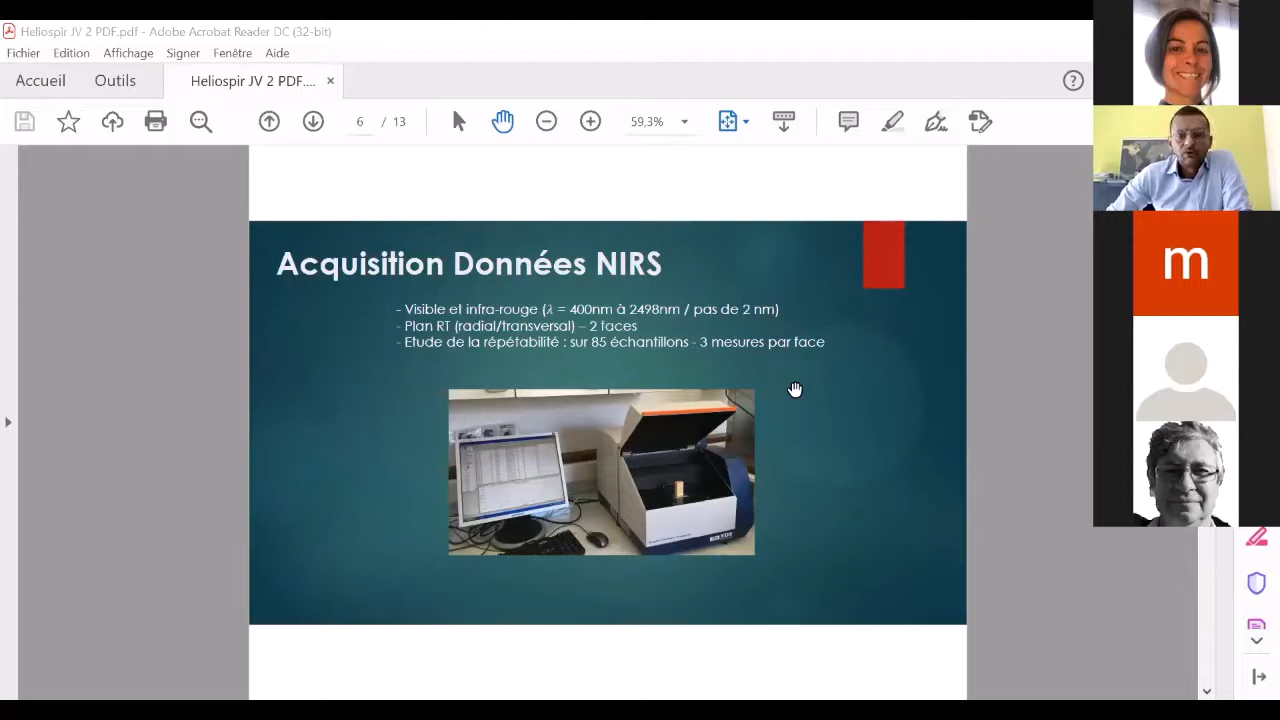 Heliospir JV 2 PDF.pdf - Adobe Acrobat Reader DC (32-bit)
Fichier Edition Affichage Signer Fenêtre Aide
Accueil Outils Heliospir JV 2 PDF.... ×
6 / 13 59,3%
Acquisition Données NIRS
- Visible et infra-rouge (λ = 400nm à 2498nm / pas de 2 nm)
- Plan RT (radial/transversal) – 2 faces
- Etude de la répétabilité : sur 85 échantillons - 3 mesures par face
XDS
m